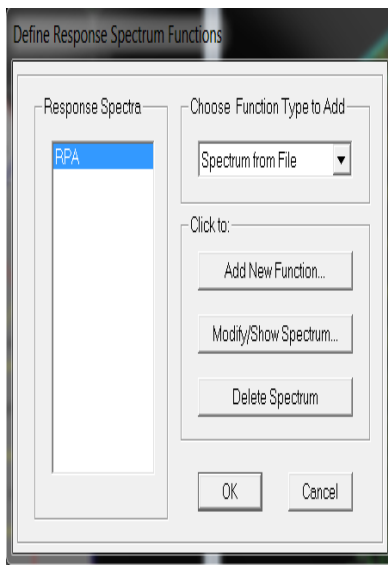 Define Response Spectrum Functions
Response Spectra
RPA
Choose Function Type to Add
Spectrum from File
Click to:
Add New Function...
Modify/Show Spectrum...
Delete Spectrum
OK
Cancel